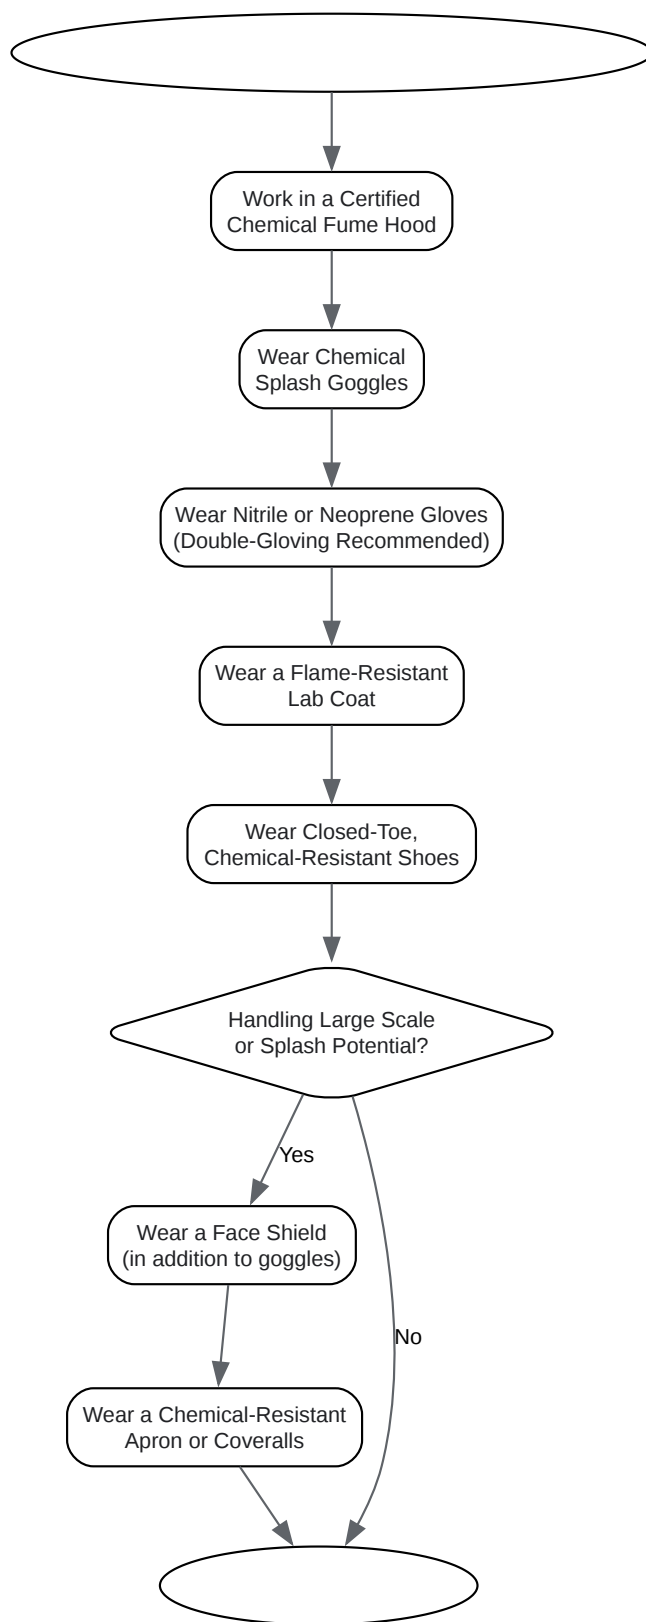 Work in a Certified
Chemical Fume Hood
Wear Chemical
Splash Goggles
Wear Nitrile or Neoprene Gloves
(Double-Gloving Recommended)
Wear a Flame-Resistant
Lab Coat
Wear Closed-Toe,
Chemical-Resistant Shoes
Handling Large Scale
or Splash Potential?
Yes
Wear a Face Shield
(in addition to goggles)
No
Wear a Chemical-Resistant
Apron or Coveralls